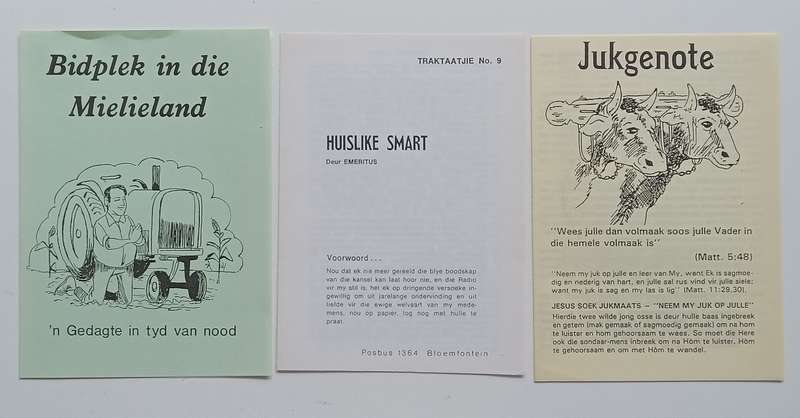 Bidplek in die
Mielieland
'n Gedagte in tyd van nood
TRAKTAATJIE No. 9
HUISLIKE SMART
Deur EMERITUS
Voorwoord...
Nou dat ek nie meer gereeld die blye boodskap
van die kansel kan laat hoor nie, en die Radio
vir my stil is, het ek op dringende versoeke in-
gewillig om uit jarelange ondervinding en uit
liefde vir die ewige welvaart van my mede-
mens, nou op papier, tog nog met hulle te
praat.
Posbus 1364 Bloemfontein
Jukgenote
"Wees julle dan volmaak soos julle Vader in
die hemele volmaak is"
(Matt. 5:48)
"Neem my juk op julle en leer van My, want Ek is sagmoe-
dig en nederig van hart, en julle sal rus vind vir julle siele;
want my juk is sag en my las is lig" (Matt. 11:29,30).
JESUS SOEK JUKMAATS – "NEEM MY JUK OP JULLE"
Hierdie twee wilde jong osse is deur hulle baas ingebreek
en getem (mak gemaak of sagmoedig gemaak) om na hom
te luister en hom gehoorsaam te wees. So moet die Here
ook die sondaar-mens inbreek om na Hom te luister, Hòm
te gehoorsaam en om met Hòm te wandel.